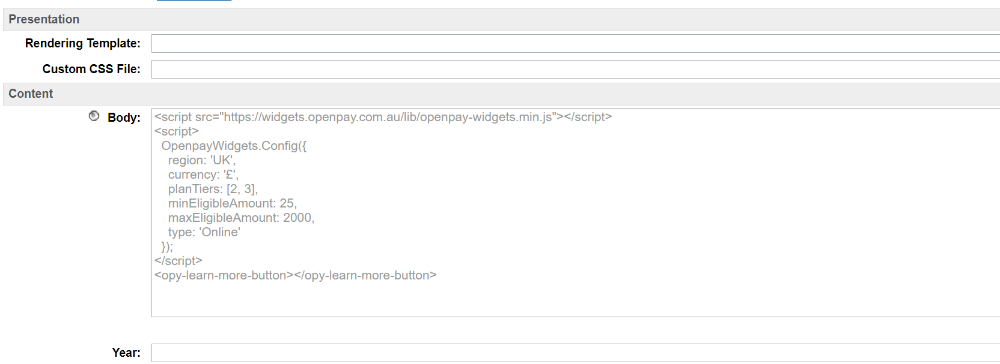 Presentation
Rendering Template:
Custom CSS File:
Content
Body:
<script src="https://widgets.openpay.com.au/lib/openpay-widgets.min.js"></script>
<script>
  OpenpayWidgets.Config({
    region: 'UK',
    currency: '£',
    planTiers: [2, 3],
    minEligibleAmount: 25,
    maxEligibleAmount: 2000,
    type: 'Online'
  });
</script>
<opy-learn-more-button></opy-learn-more-button>
Year: